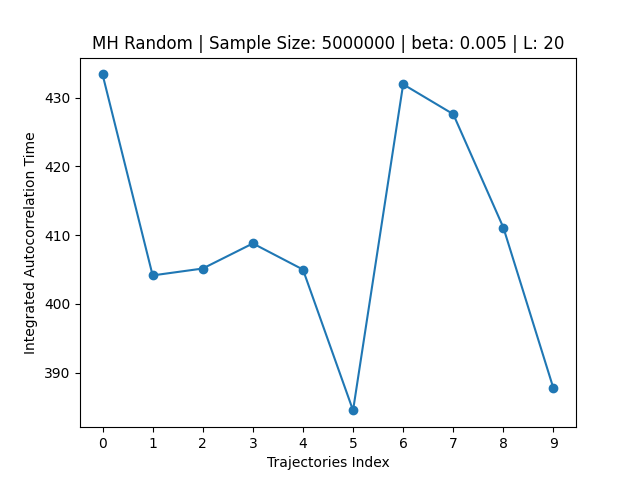 MH Random | Sample Size: 5000000 | beta: 0.005 | L: 20
Integrated Autocorrelation Time
430
420
410
400
390
0 1 2 3 4 5 6 7 8 9
Trajectories Index